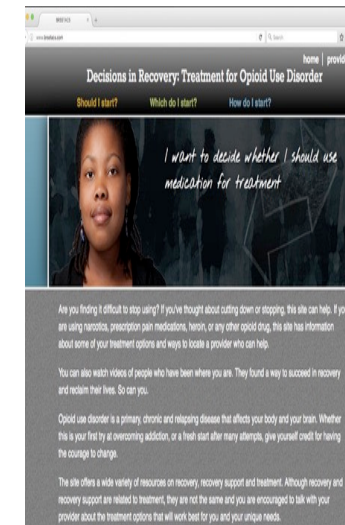 home | provid
Decisions in Recovery: Treatment for Opioid Use Disorder
Should I start?
Which do I start?
How do I start?
I want to decide whether I should use
medication for treatment
Are you finding it difficult to stop using? If you've thought about cutting down or stopping, this site can help. If you
are using narcotics, prescription pain medications, heroin, or any other opioid drug, this site has information
about some of your treatment options and ways to locate a provider who can help.
You can also watch videos of people who have been where you are. They found a way to succeed in recovery
and reclaim their lives. So can you.
Opioid use disorder is a primary, chronic and relapsing disease that affects your body and your brain. Whether
this is your first try at overcoming addiction, or a fresh start after many attempts, give yourself credit for having
the courage to change.
The site offers a wide variety of resources on recovery, recovery support and treatment. Although recovery and
recovery support are related to treatment, they are not the same and you are encouraged to talk with your
provider about the treatment options that will work best for you and your unique needs.